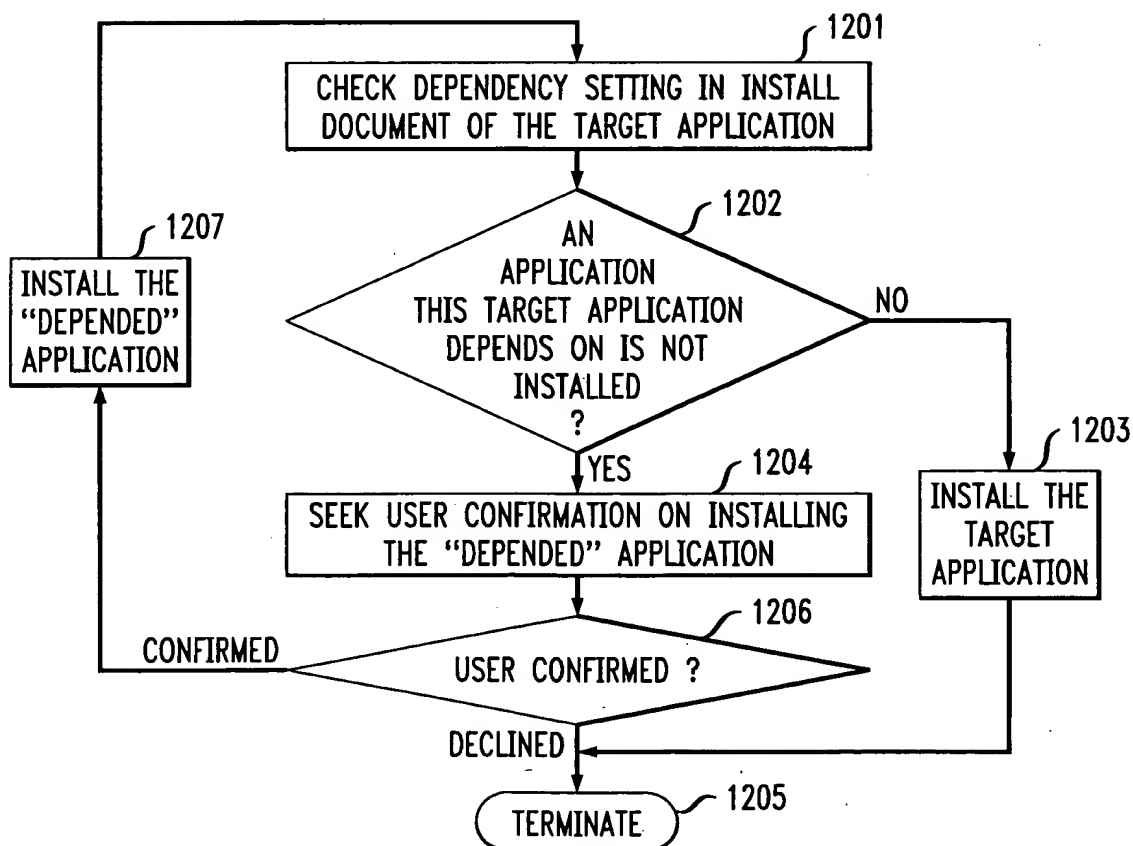 1201
CHECK DEPENDENCY SETTING IN INSTALL
DOCUMENT OF THE TARGET APPLICATION
1202
AN
APPLICATION
THIS TARGET APPLICATION
DEPENDS ON IS NOT
INSTALLED
?
NO
YES
1207
INSTALL THE
“DEPENDED”
APPLICATION
1203
INSTALL THE
TARGET
APPLICATION
1204
SEEK USER CONFIRMATION ON INSTALLING
THE “DEPENDED” APPLICATION
1206
USER CONFIRMED ?
CONFIRMED
DECLINED
1205
TERMINATE